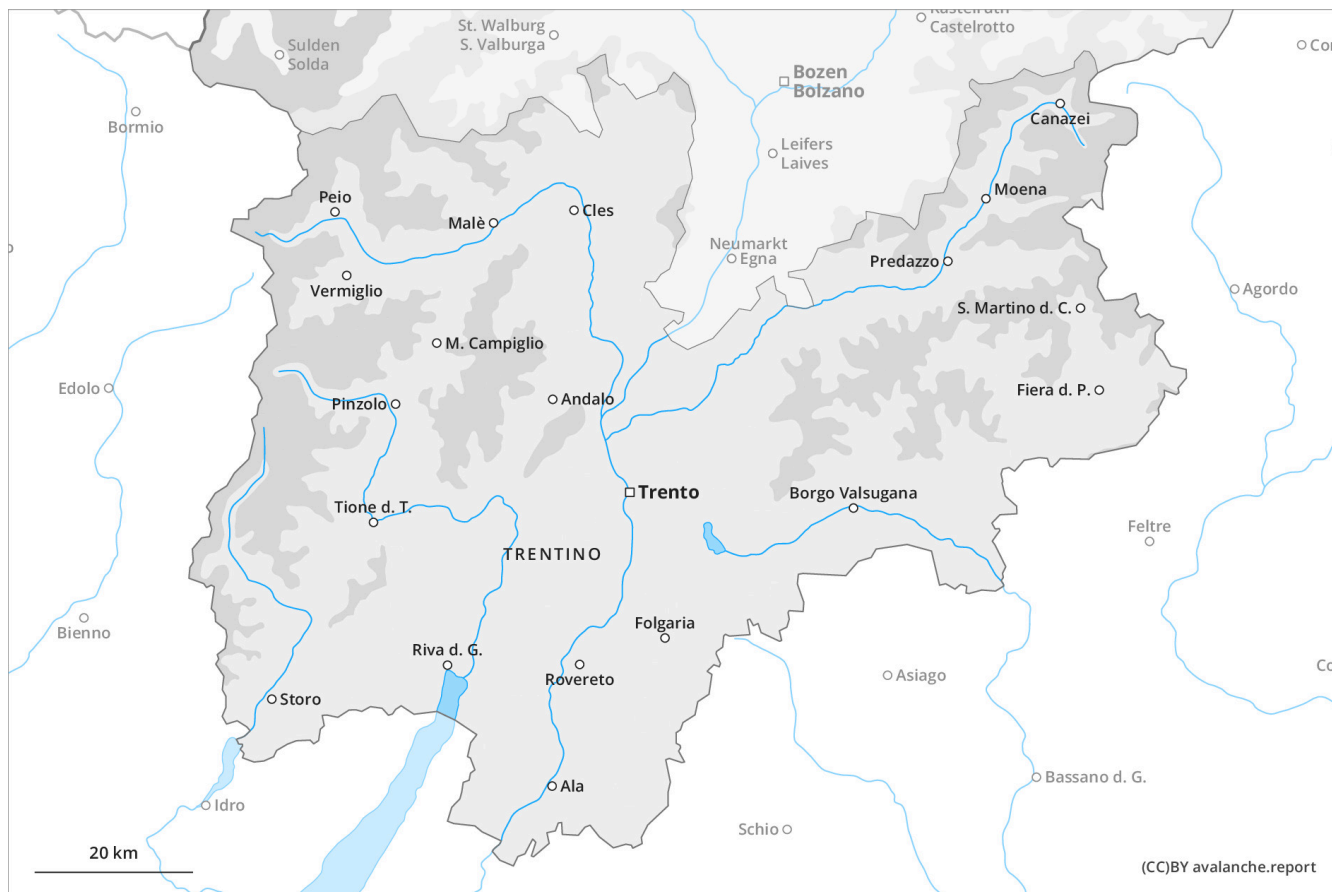 Kastelruth
Castelrotto
St. Walburg
S. Valburga
Sulden
Solda
Bozen
Bolzano
Bormio
Canazei
Leifers
Laives
Moena
Peio
Malè
Cles
Neumarkt
Egna
Predazzo
Vermiglio
Agordo
S. Martino d. C.
M. Campiglio
Edolo
Fiera d. P.
Pinzolo
Andalo
Trento
Borgo Valsugana
Tione d. T.
Feltre
TRENTINO
Bienno
Folgaria
Riva d. G.
Rovereto
Asiago
Storo
Bassano d. G.
Ala
Idro
Schio
20 km
(CC)BY avalanche.report